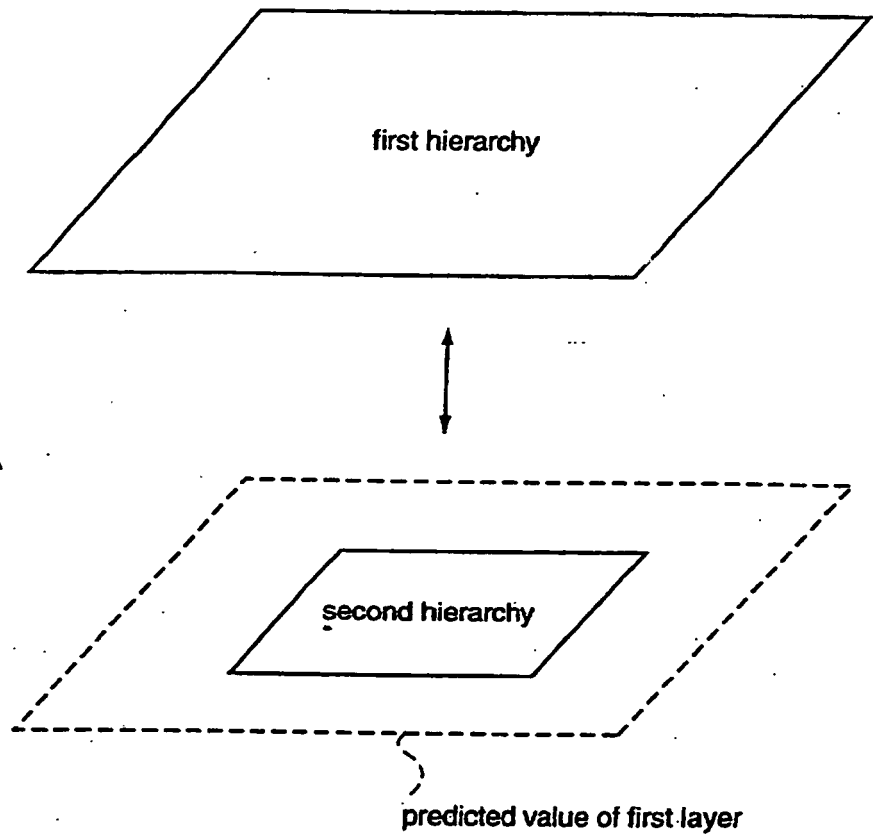 first hierarchy
second hierarchy
predicted value of first layer